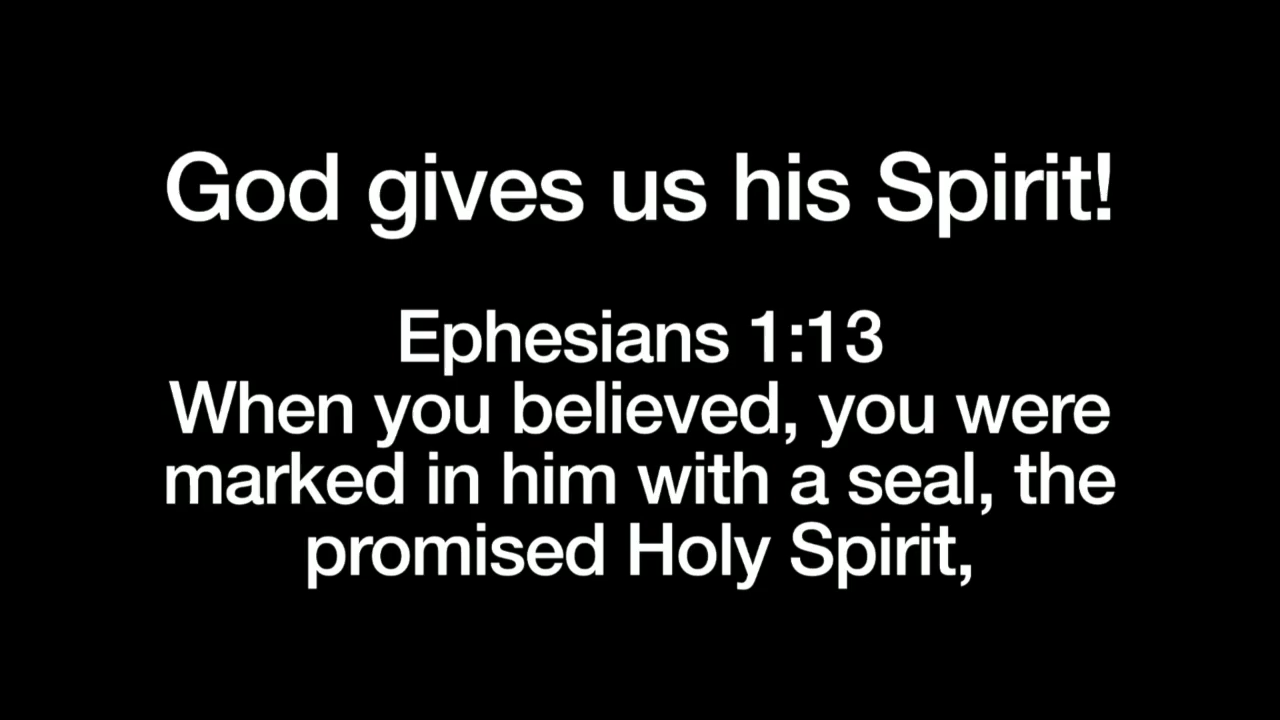 God gives us his Spirit!
Ephesians 1:13
When you believed, you were
marked in him with a seal, the
promised Holy Spirit,